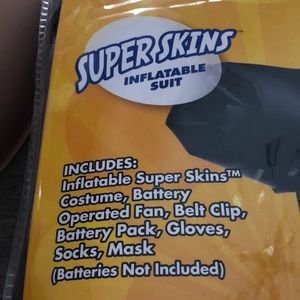 SUPER SKINS™
INFLATABLE
SUIT
INCLUDES:
Inflatable Super Skins™
Costume, Battery
Operated Fan, Belt Clip,
Battery Pack, Gloves,
Socks, Mask
(Batteries Not Included)